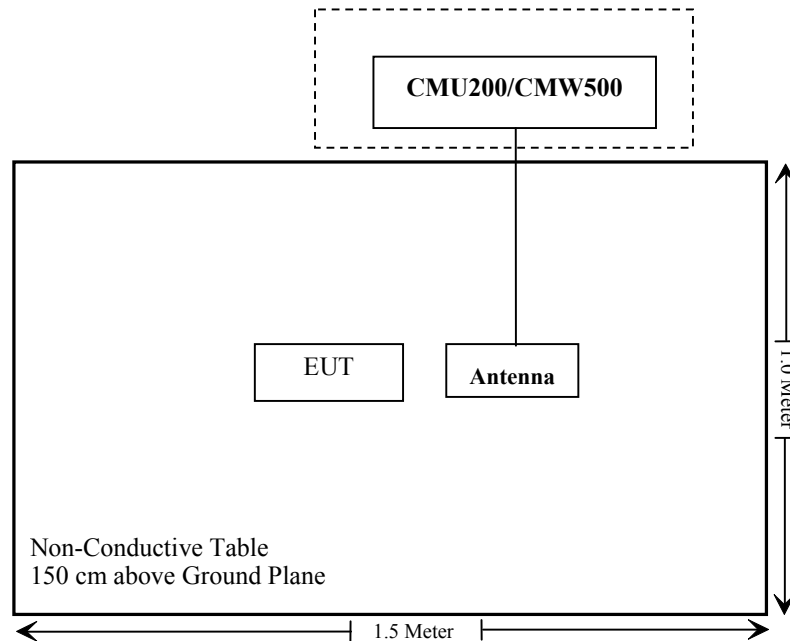 CMU200/CMW500
EUT
Antenna
1.0 Meter
Non-Conductive Table
150 cm above Ground Plane
1.5 Meter